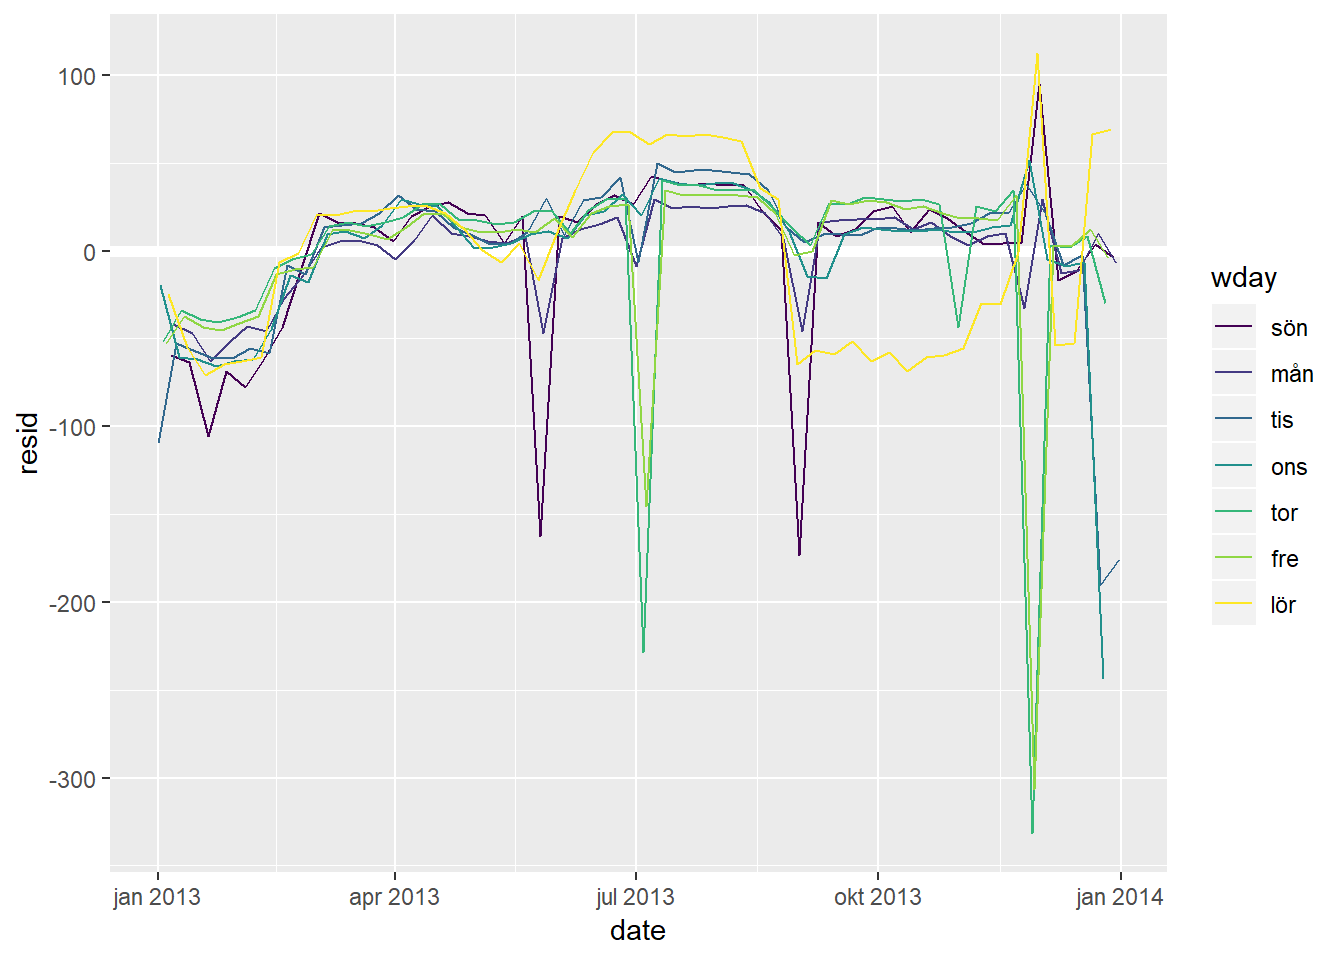 100
0
-100
-200
-300
resid
jan 2013
apr 2013
jul 2013
okt 2013
jan 2014
date
wday
sön
mån
tis
ons
tor
fre
lör